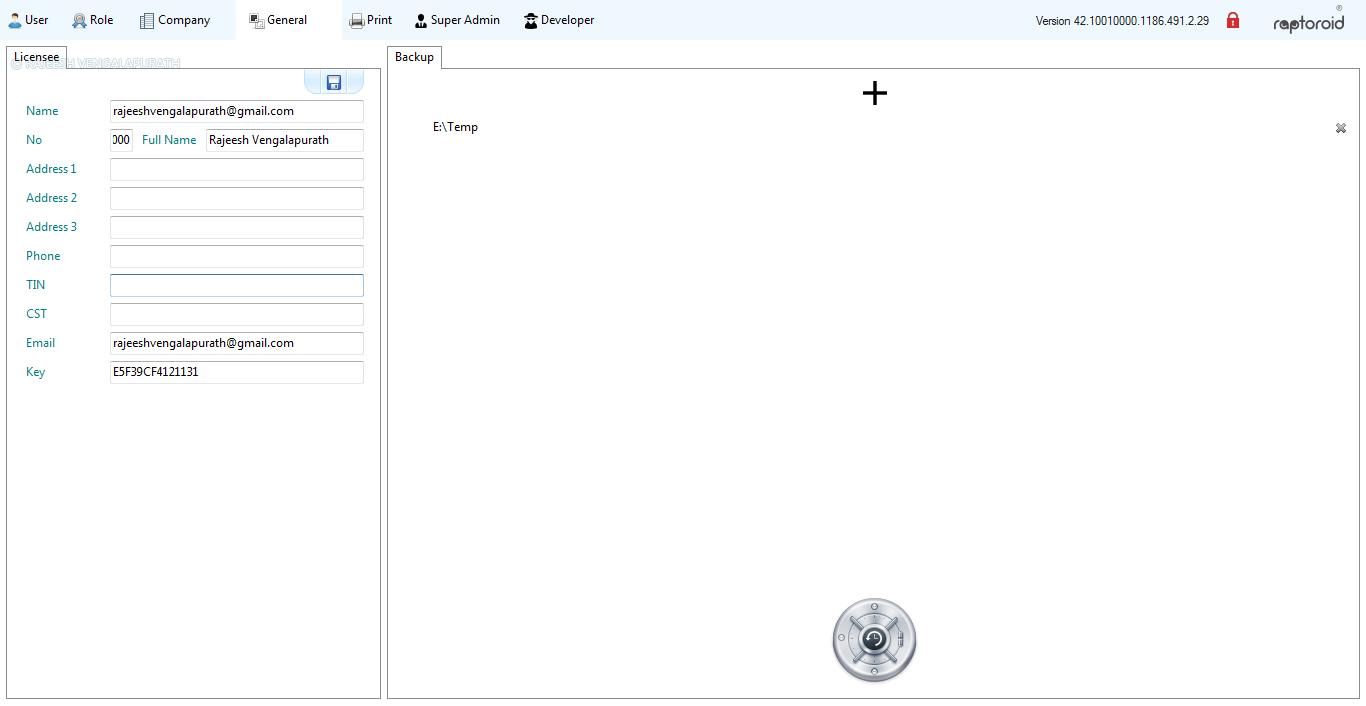 User Role Company General Print Super Admin Developer Version 42.10010000.1186.491.2.29 raptoroid ®
Licensee
© RAJEESH VENGALAPURATH
Name rajeeshvengalapurath@gmail.com
No 000 Full Name Rajeesh Vengalapurath
Address 1
Address 2
Address 3
Phone
TIN
CST
Email rajeeshvengalapurath@gmail.com
Key E5F39CF4121131
Backup
E:\Temp